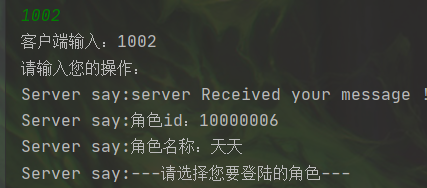 1002
客户端输入：1002
请输入您的操作：
Server say:server Received your message !
Server say:角色id：10000006
Server say:角色名称：天天
Server say:---请选择您要登陆的角色---